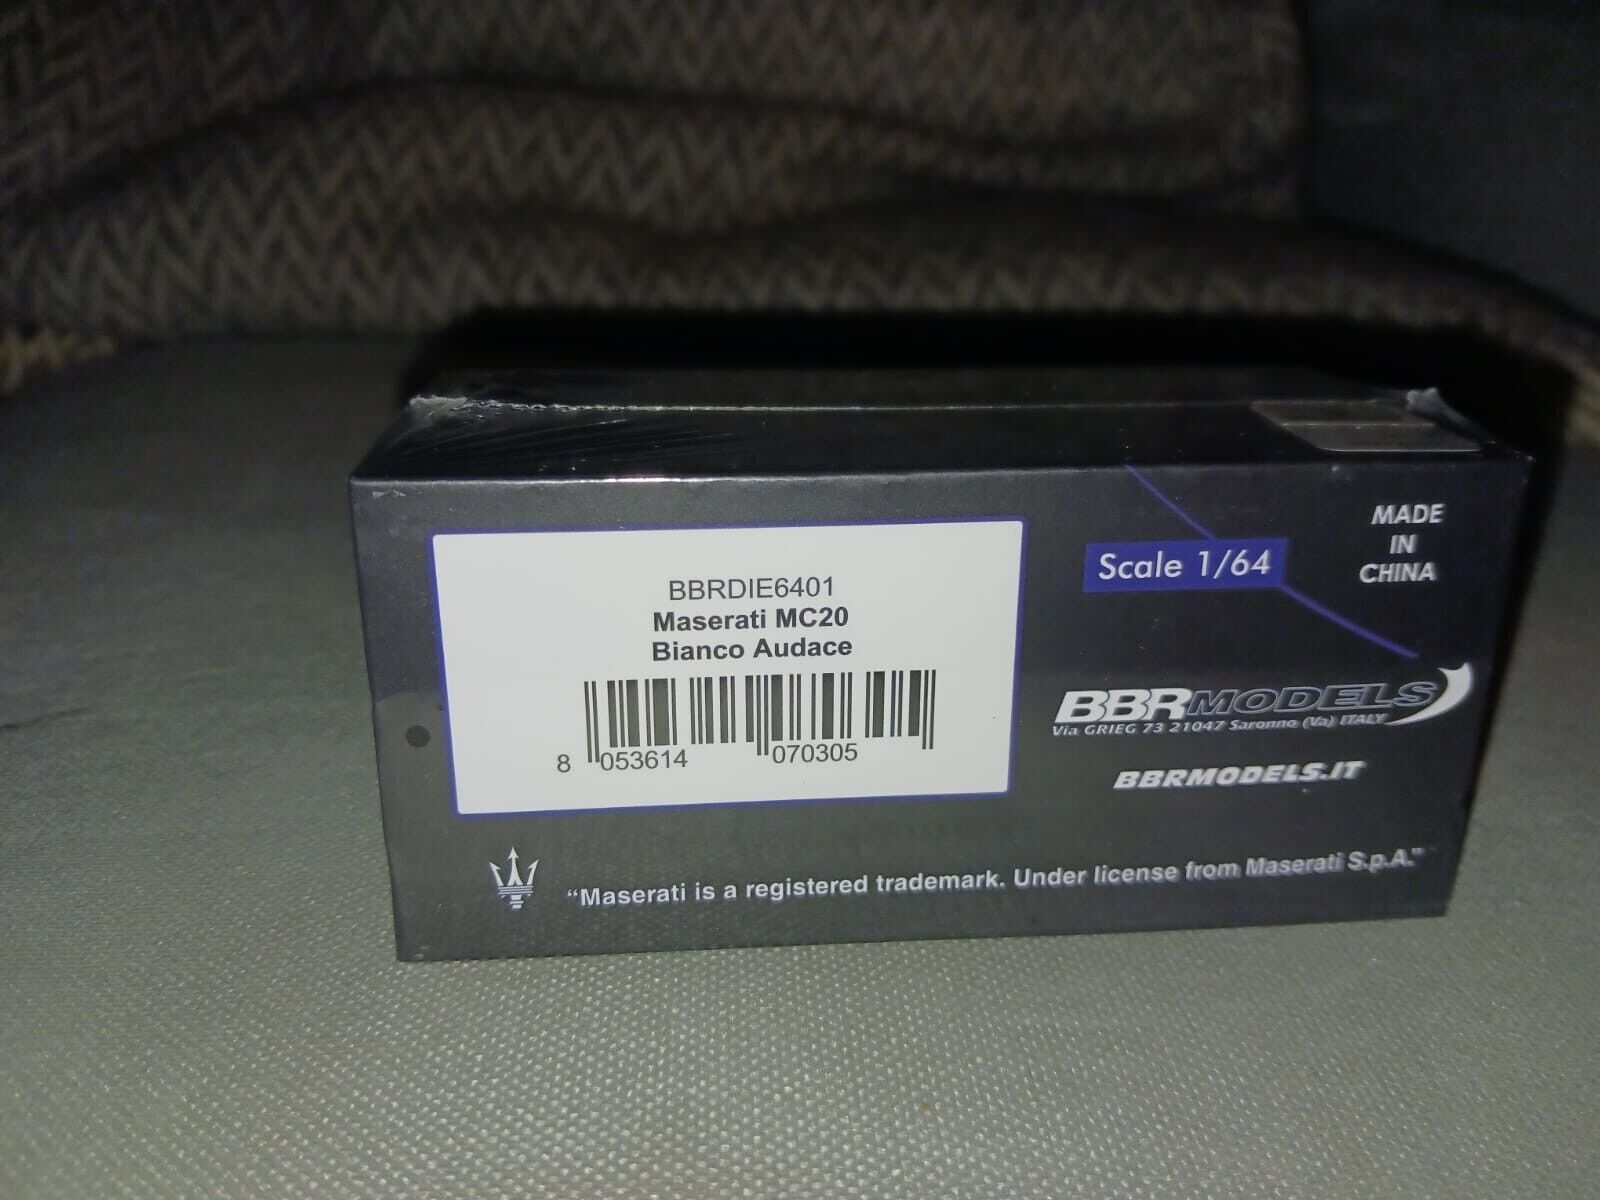 BBRDIE6401
Maserati MC20
Bianco Audace
8 053614 070305
Scale 1/64
MADE
IN
CHINA
BBRMODELS
Via GRIEG 73 21047 Saronno (Va) ITALY
BBRMODELS.IT
“Maserati is a registered trademark. Under license from Maserati S.p.A.”